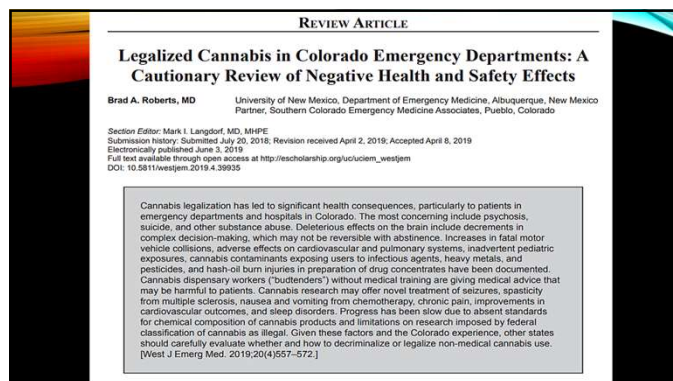 REVIEW ARTICLE
Legalized Cannabis in Colorado Emergency Departments: A
Cautionary Review of Negative Health and Safety Effects
Brad A. Roberts, MD
University of New Mexico, Department of Emergency Medicine, Albuquerque, New Mexico
Partner, Southern Colorado Emergency Medicine Associates, Pueblo, Colorado
Section Editor: Mark I. Langdorf, MD, MHPE
Submission history: Submitted July 20, 2018; Revision received April 2, 2019; Accepted April 8, 2019
Electronically published June 3, 2019
Full text available through open access at http://escholarship.org/uc/uciem_westjem
DOI: 10.5811/westjem.2019.4.39935
Cannabis legalization has led to significant health consequences, particularly to patients in
emergency departments and hospitals in Colorado. The most concerning include psychosis,
suicide, and other substance abuse. Deleterious effects on the brain include decrements in
complex decision-making, which may not be reversible with abstinence. Increases in fatal motor
vehicle collisions, adverse effects on cardiovascular and pulmonary systems, inadvertent pediatric
exposures, cannabis contaminants exposing users to infectious agents, heavy metals, and
pesticides, and hash-oil burn injuries in preparation of drug concentrates have been documented.
Cannabis dispensary workers (“budtenders”) without medical training are giving medical advice that
may be harmful to patients. Cannabis research may offer novel treatment of seizures, spasticity
from multiple sclerosis, nausea and vomiting from chemotherapy, chronic pain, improvements in
cardiovascular outcomes, and sleep disorders. Progress has been slow due to absent standards
for chemical composition of cannabis products and limitations on research imposed by federal
classification of cannabis as illegal. Given these factors and the Colorado experience, other states
should carefully evaluate whether and how to decriminalize or legalize non-medical cannabis use.
[West J Emerg Med. 2019;20(4)557–572.]